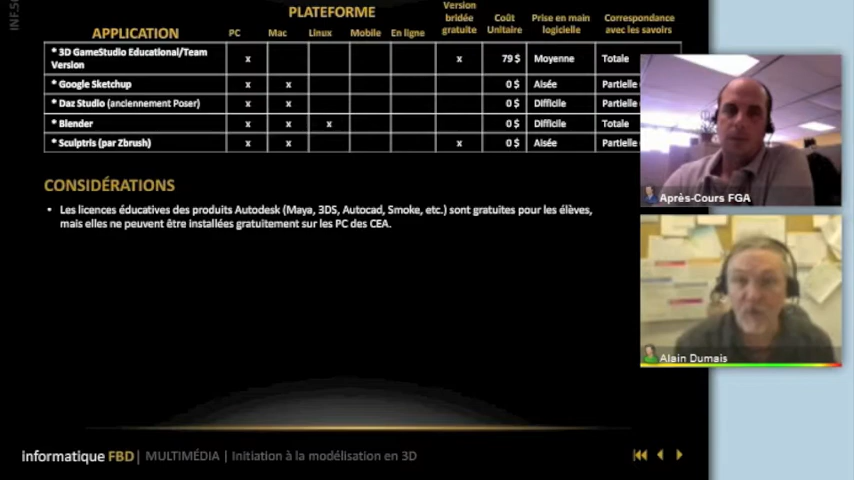 INF.5
PLATEFORME
Version bridée gratuite
Coût Unitaire
Prise en main logicielle
Correspondance avec les savoirs
APPLICATION PC Mac Linux Mobile En ligne
* 3D GameStudio Educational/Team Version x x 79 $ Moyenne Totale
* Google Sketchup x x 0 $ Aisée Partielle
* Daz Studio (anciennement Poser) x x 0 $ Difficile Partielle
* Blender x x x 0 $ Difficile Totale
* Sculptris (par Zbrush) x x x 0 $ Aisée Partielle
CONSIDÉRATIONS
• Les licences éducatives des produits Autodesk (Maya, 3DS, Autocad, Smoke, etc.) sont gratuites pour les élèves,
mais elles ne peuvent être installées gratuitement sur les PC des CEA.
Après-Cours FGA
Alain Dumais
informatique FBD | MULTIMÉDIA | Initiation à la modélisation en 3D